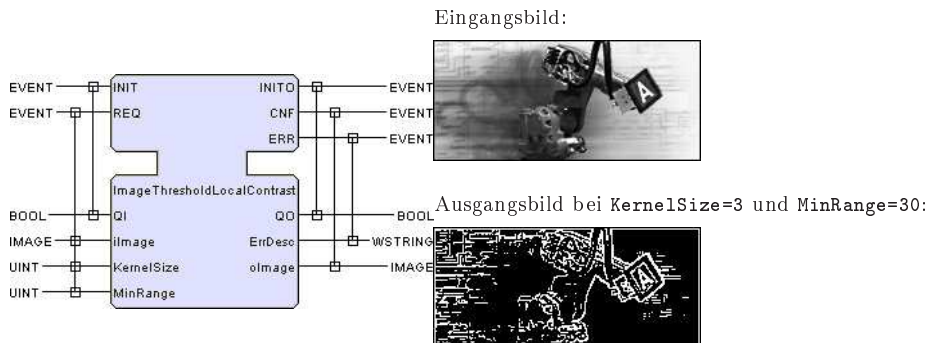 Eingangsbild:
EVENT INIT INITO EVENT
EVENT REQ CNF EVENT
ERR EVENT
ImageThresholdLocalContrast
BOOL QI QO BOOL
IMAGE iImage ErrDesc WSTRING
UINT KernelSize oImage IMAGE
UINT MinRange
A
Ausgangsbild bei KernelSize=3 und MinRange=30:
A